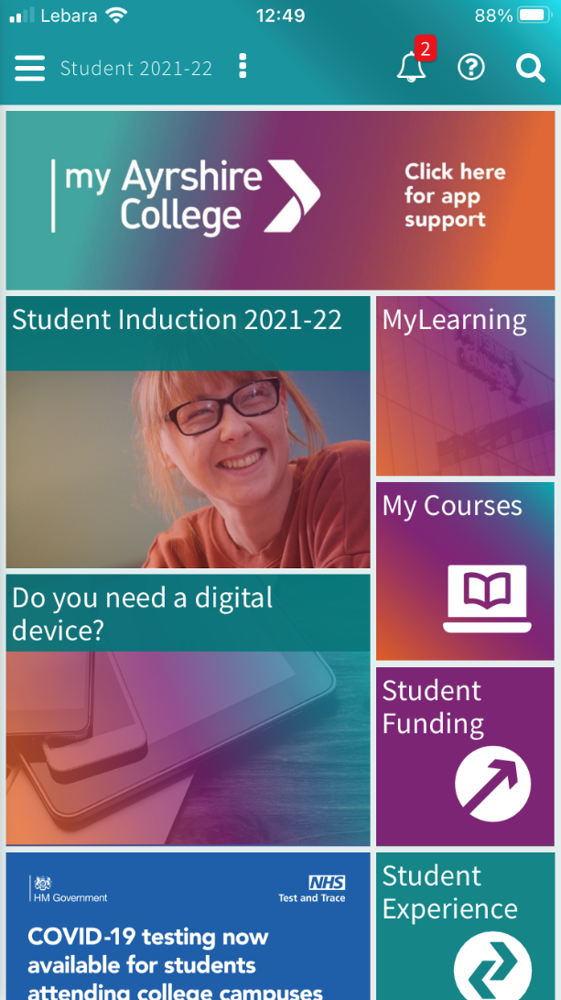 Lebara
12:49
88%
Student 2021-22
2
?
my Ayrshire
College
Click here
for app
support
Student Induction 2021-22
MyLearning
My Courses
Do you need a digital
device?
Student
Funding
HM Government
NHS
Test and Trace
COVID-19 testing now
available for students
attending college campuses
Student
Experience